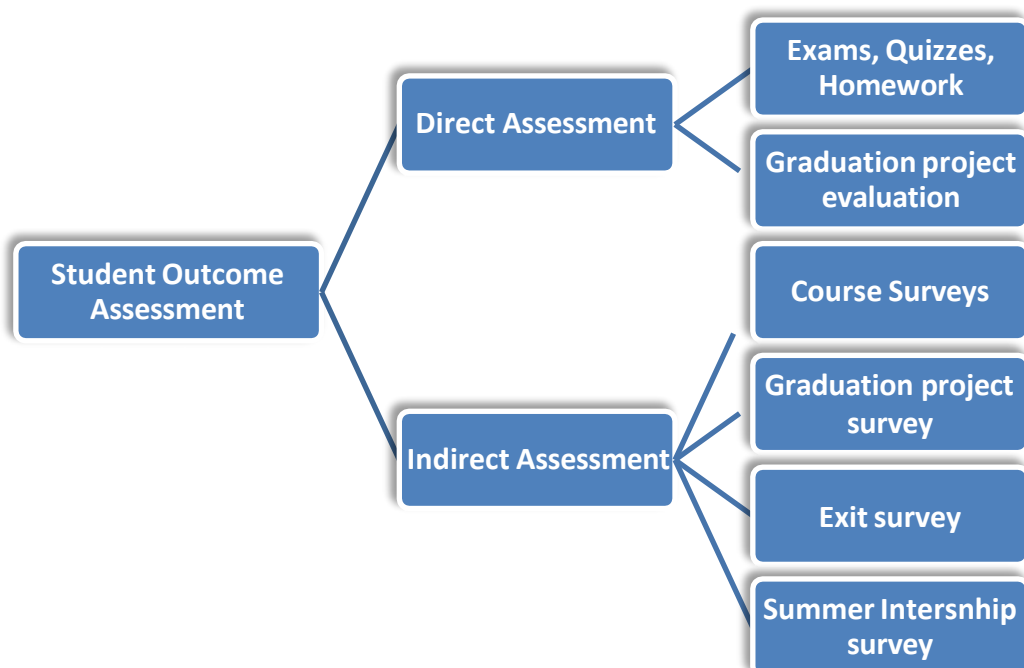 Exams, Quizzes,
Homework
Direct Assessment
Graduation project
evaluation
Student Outcome
Assessment
Course Surveys
Graduation project
survey
Indirect Assessment
Exit survey
Summer Intersnhip
survey